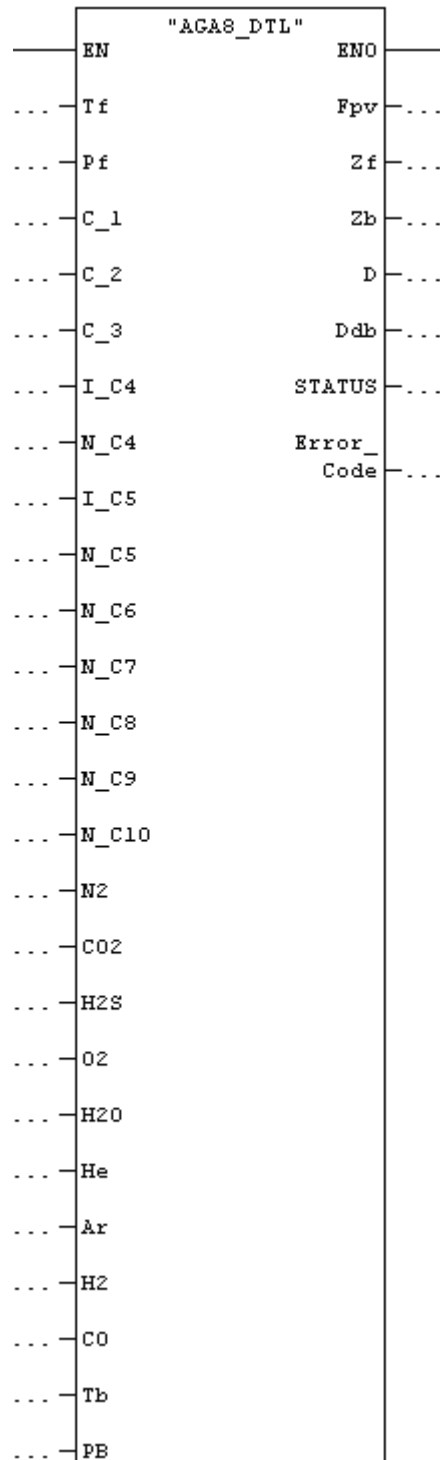 "AGA8_DTL"
EN ENO
... Tf Fpv ...
... Pf Zf ...
... C_1 Zb ...
... C_2 D ...
... C_3 Ddb ...
... I_C4 STATUS ...
... N_C4 Error_
... I_C5 Code ...
... N_C5
... N_C6
... N_C7
... N_C8
... N_C9
... N_C10
... N2
... CO2
... H2S
... O2
... H2O
... He
... Ar
... H2
... CO
... Tb
... PB